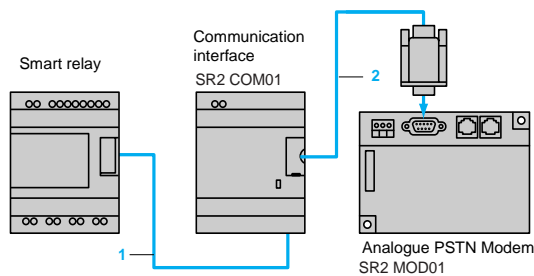 Communication
interface
SR2 COM01
Smart relay
2
1
Analogue PSTN Modem
SR2 MOD01